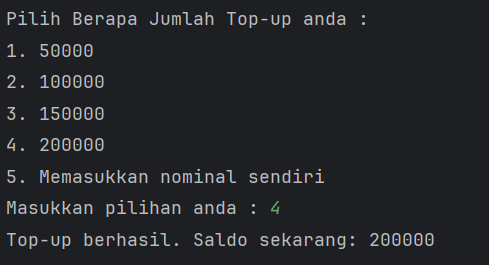 Pilih Berapa Jumlah Top-up anda :
1. 50000
2. 100000
3. 150000
4. 200000
5. Memasukkan nominal sendiri
Masukkan pilihan anda : 4
Top-up berhasil. Saldo sekarang: 200000